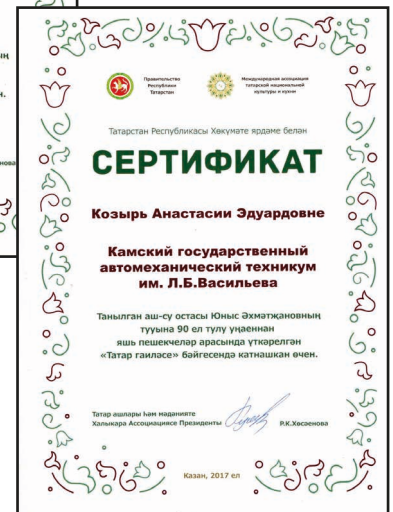 Правительство
Республики
Татарстан
Международная ассоциация
татарской национальной
культуры и кухни
Татарстан Республикасы Хөкүмәте ярдәме белән
СЕРТИФИКАТ
Козырь Анастасии Эдуардовне
Камский государственный
автомеханический техникум
им. Л.Б.Васильева
Танылган аш-су остасы Юныс Әхмәтҗановның
тууына 90 ел тулу уңаеннан
яшь пешекчеләр арасында үткәрелгән
«Татар гаиләсе» бәйгесендә катнашкан өчен.
Татар ашлары һәм мәдәнияте
Халыкара Ассоциациясе Президенты
Р.К.Хөсаенова
Казан, 2017 ел